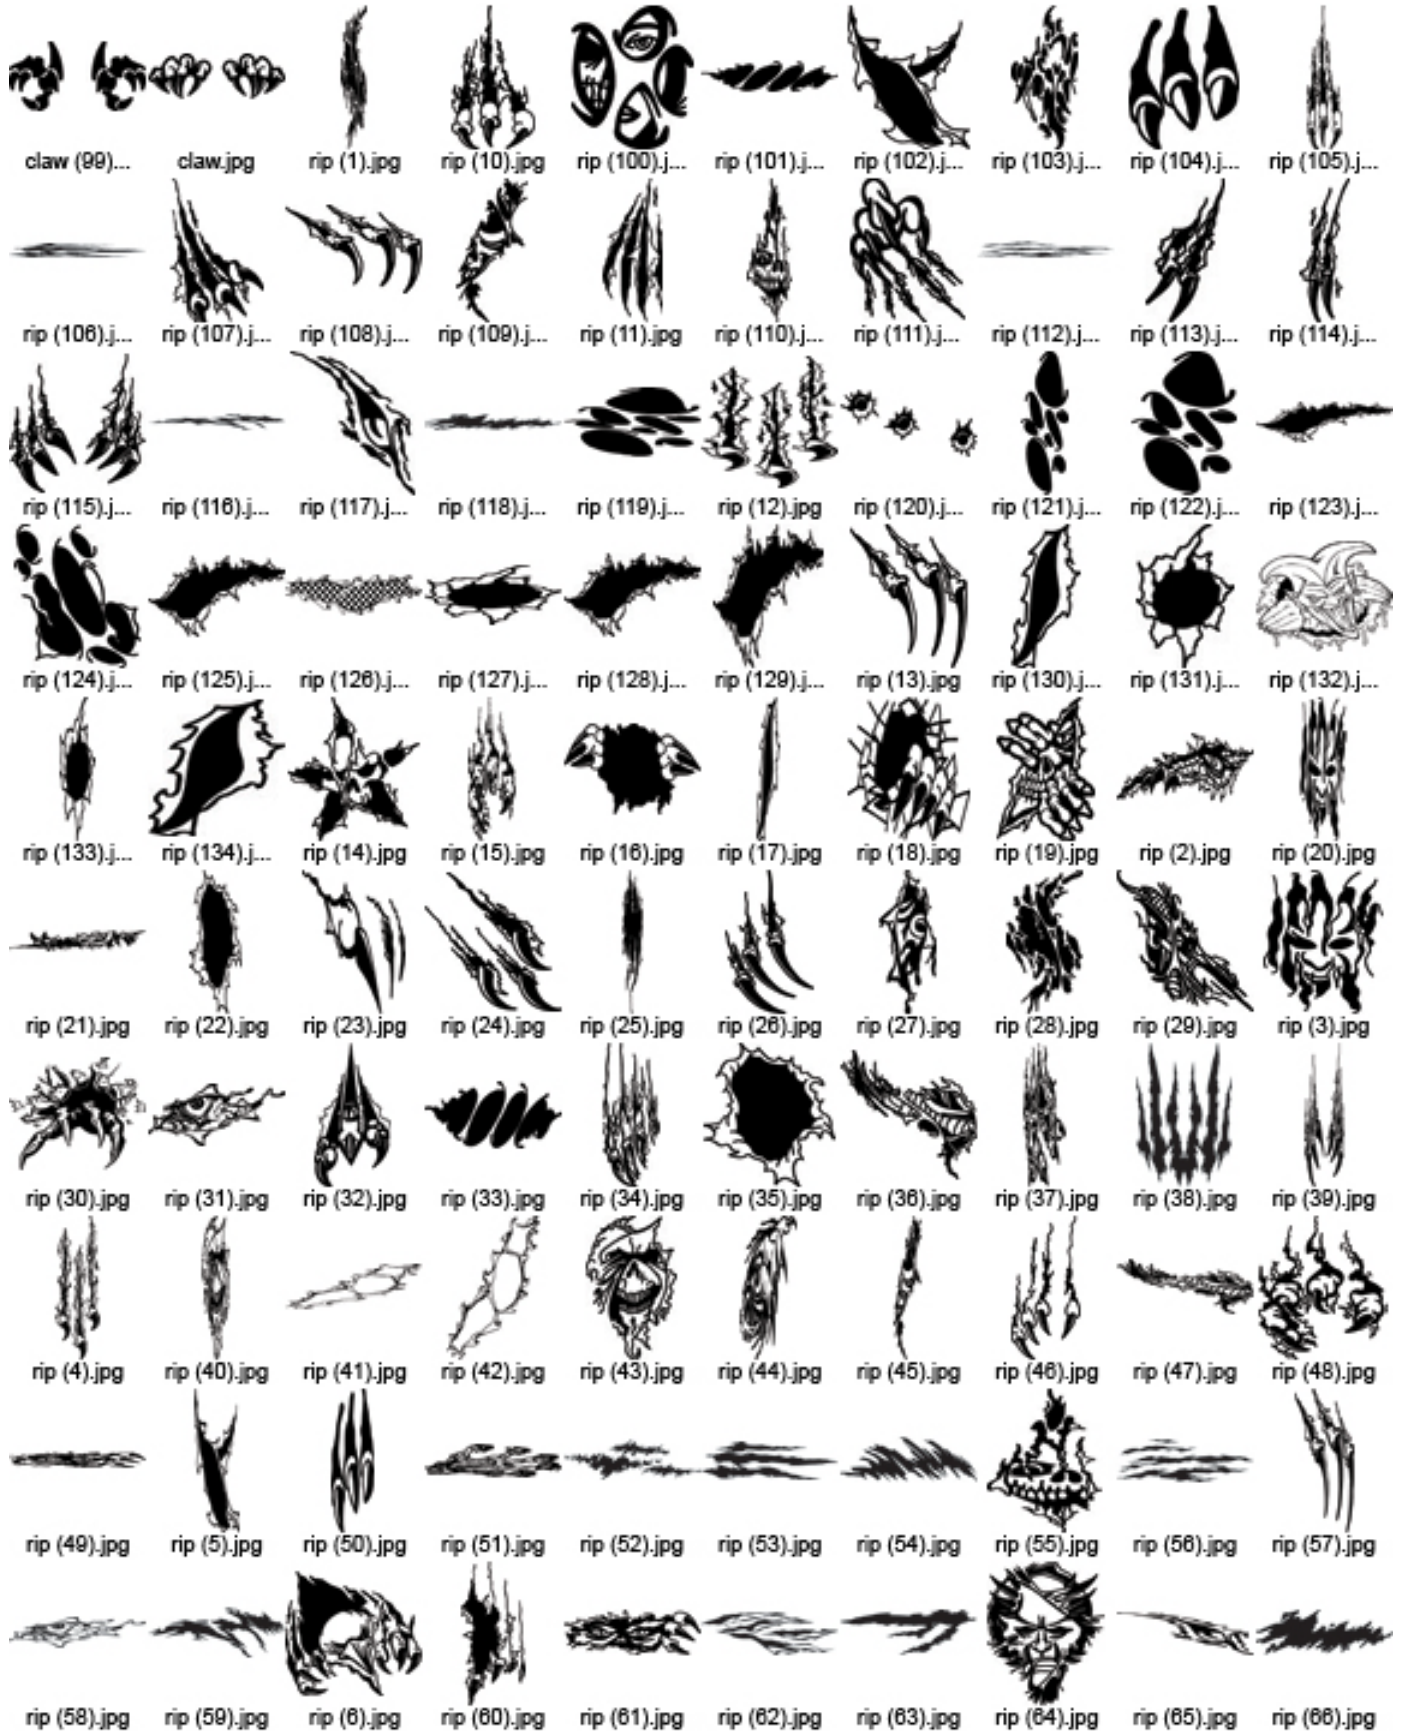 claw (99)... claw.jpg rip (1).jpg rip (10).jpg rip (100).j... rip (101).j... rip (102).j... rip (103).j... rip (104).j... rip (105).j...
rip (106).j... rip (107).j... rip (108).j... rip (109).j... rip (11).jpg rip (110).j... rip (111).j... rip (112).j... rip (113).j... rip (114).j...
rip (115).j... rip (116).j... rip (117).j... rip (118).j... rip (119).j... rip (12).jpg rip (120).j... rip (121).j... rip (122).j... rip (123).j...
rip (124).j... rip (125).j... rip (126).j... rip (127).j... rip (128).j... rip (129).j... rip (13).jpg rip (130).j... rip (131).j... rip (132).j...
rip (133).j... rip (134).j... rip (14).jpg rip (15).jpg rip (16).jpg rip (17).jpg rip (18).jpg rip (19).jpg rip (2).jpg rip (20).jpg
rip (21).jpg rip (22).jpg rip (23).jpg rip (24).jpg rip (25).jpg rip (26).jpg rip (27).jpg rip (28).jpg rip (29).jpg rip (3).jpg
rip (30).jpg rip (31).jpg rip (32).jpg rip (33).jpg rip (34).jpg rip (35).jpg rip (36).jpg rip (37).jpg rip (38).jpg rip (39).jpg
rip (4).jpg rip (40).jpg rip (41).jpg rip (42).jpg rip (43).jpg rip (44).jpg rip (45).jpg rip (46).jpg rip (47).jpg rip (48).jpg
rip (49).jpg rip (5).jpg rip (50).jpg rip (51).jpg rip (52).jpg rip (53).jpg rip (54).jpg rip (55).jpg rip (56).jpg rip (57).jpg
rip (58).jpg rip (59).jpg rip (6).jpg rip (60).jpg rip (61).jpg rip (62).jpg rip (63).jpg rip (64).jpg rip (65).jpg rip (66).jpg